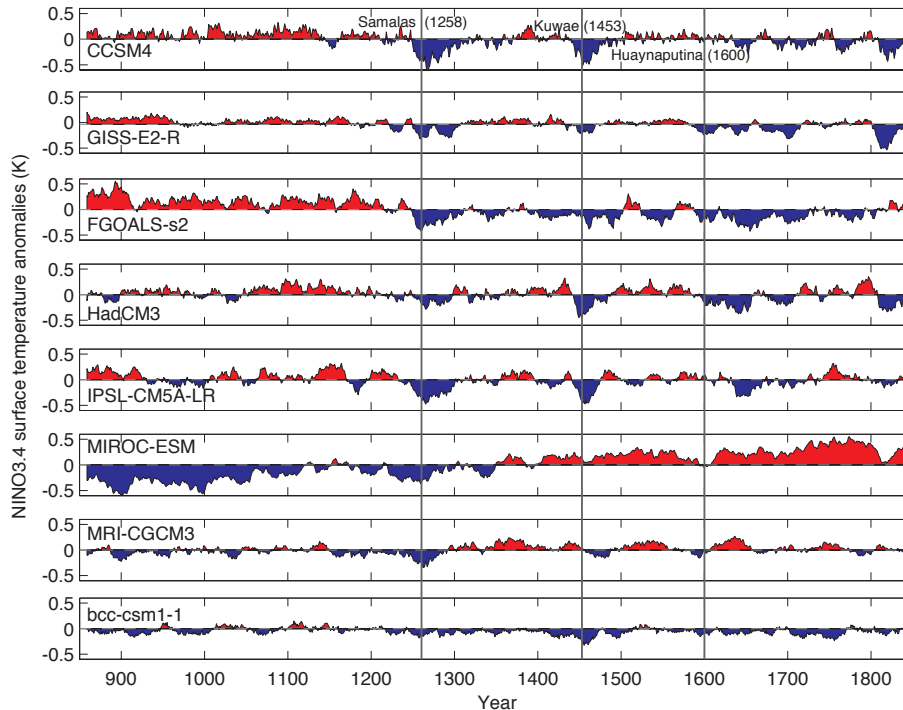 NINO3.4 surface temperature anomalies (K)
Samalas (1258)
Kuwae (1453)
Huaynaputina (1600)
0.5
0
-0.5
CCSM4
0.5
0
-0.5
GISS-E2-R
0.5
0
-0.5
FGOALS-s2
0.5
0
-0.5
HadCM3
0.5
0
-0.5
IPSL-CM5A-LR
0.5
0
-0.5
MIROC-ESM
0.5
0
-0.5
MRI-CGCM3
0.5
0
-0.5
bcc-csm1-1
900 1000 1100 1200 1300 1400 1500 1600 1700 1800
Year